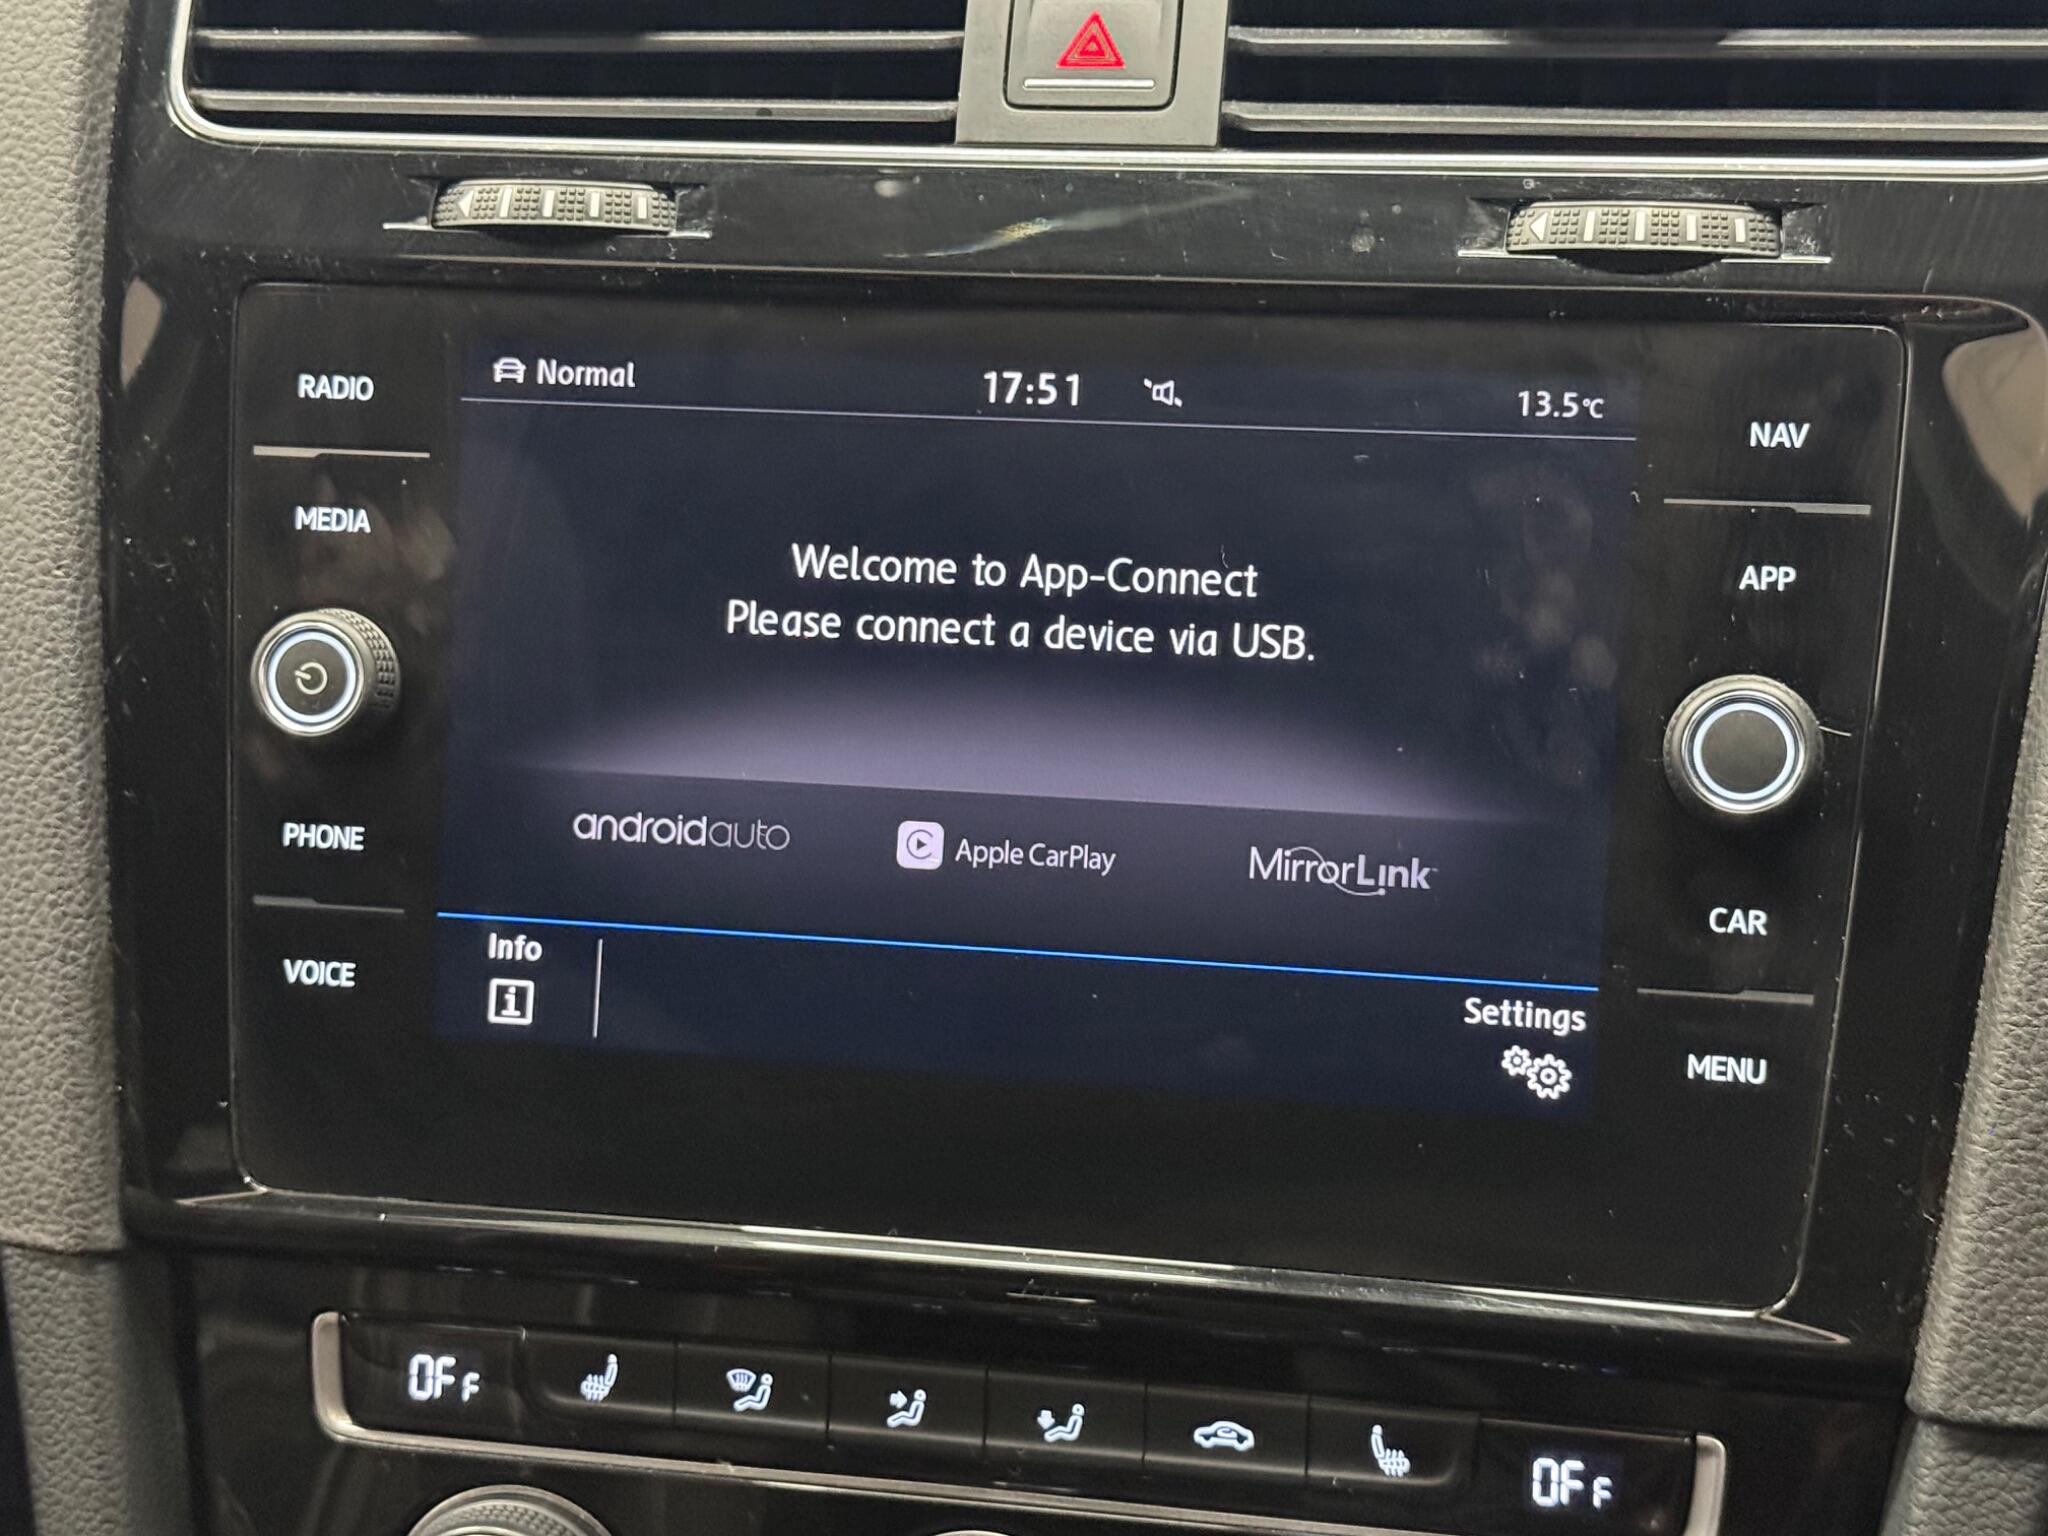 RADIO
MEDIA
PHONE
VOICE
Normal
17:51
13.5°C
Welcome to App-Connect
Please connect a device via USB.
androidauto
Apple CarPlay
MirrorLink™
Info
Settings
NAV
APP
CAR
MENU
OFF
OFF